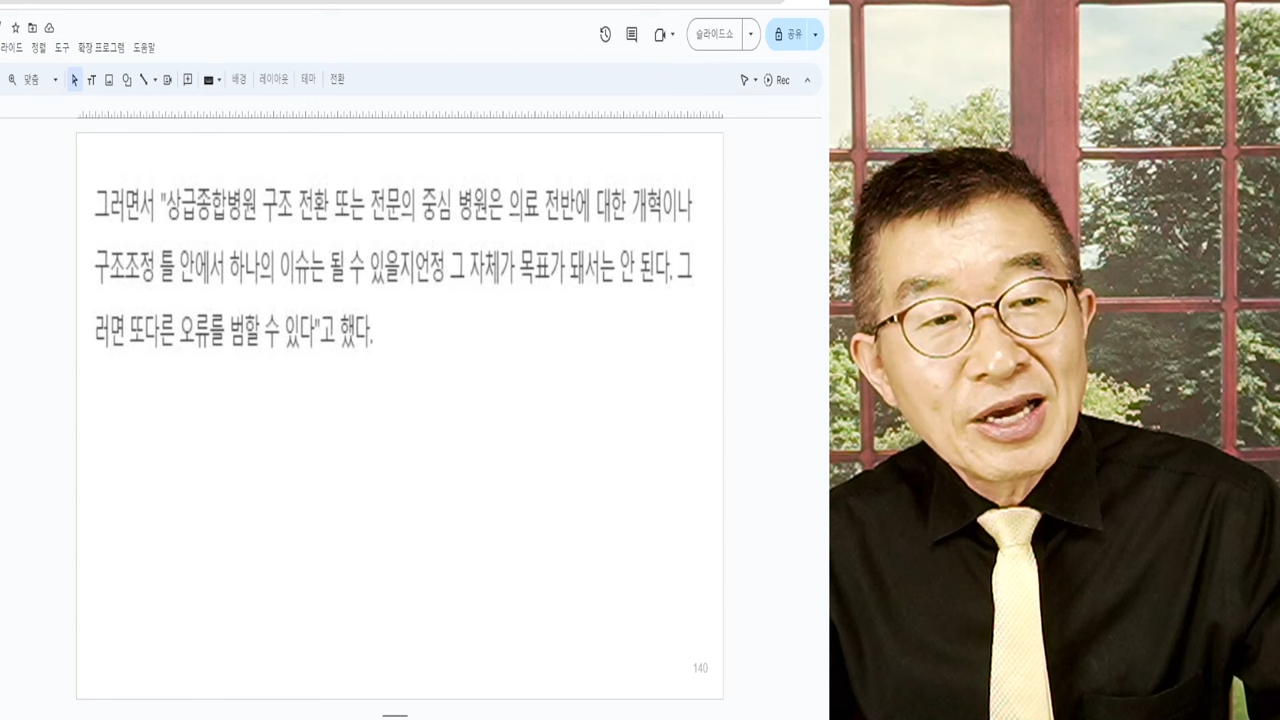 라이드 정렬 도구 확장 프로그램 도움말
슬라이드쇼
공유
맞춤
배경 레이아웃 테마 전환
Rec
그러면서 "상급종합병원 구조 전환 또는 전문의 중심 병원은 의료 전반에 대한 개혁이나
구조조정 틀 안에서 하나의 이슈는 될 수 있을지언정 그 자체가 목표가 돼서는 안 된다. 그
러면 또다른 오류를 범할 수 있다"고 했다.
140